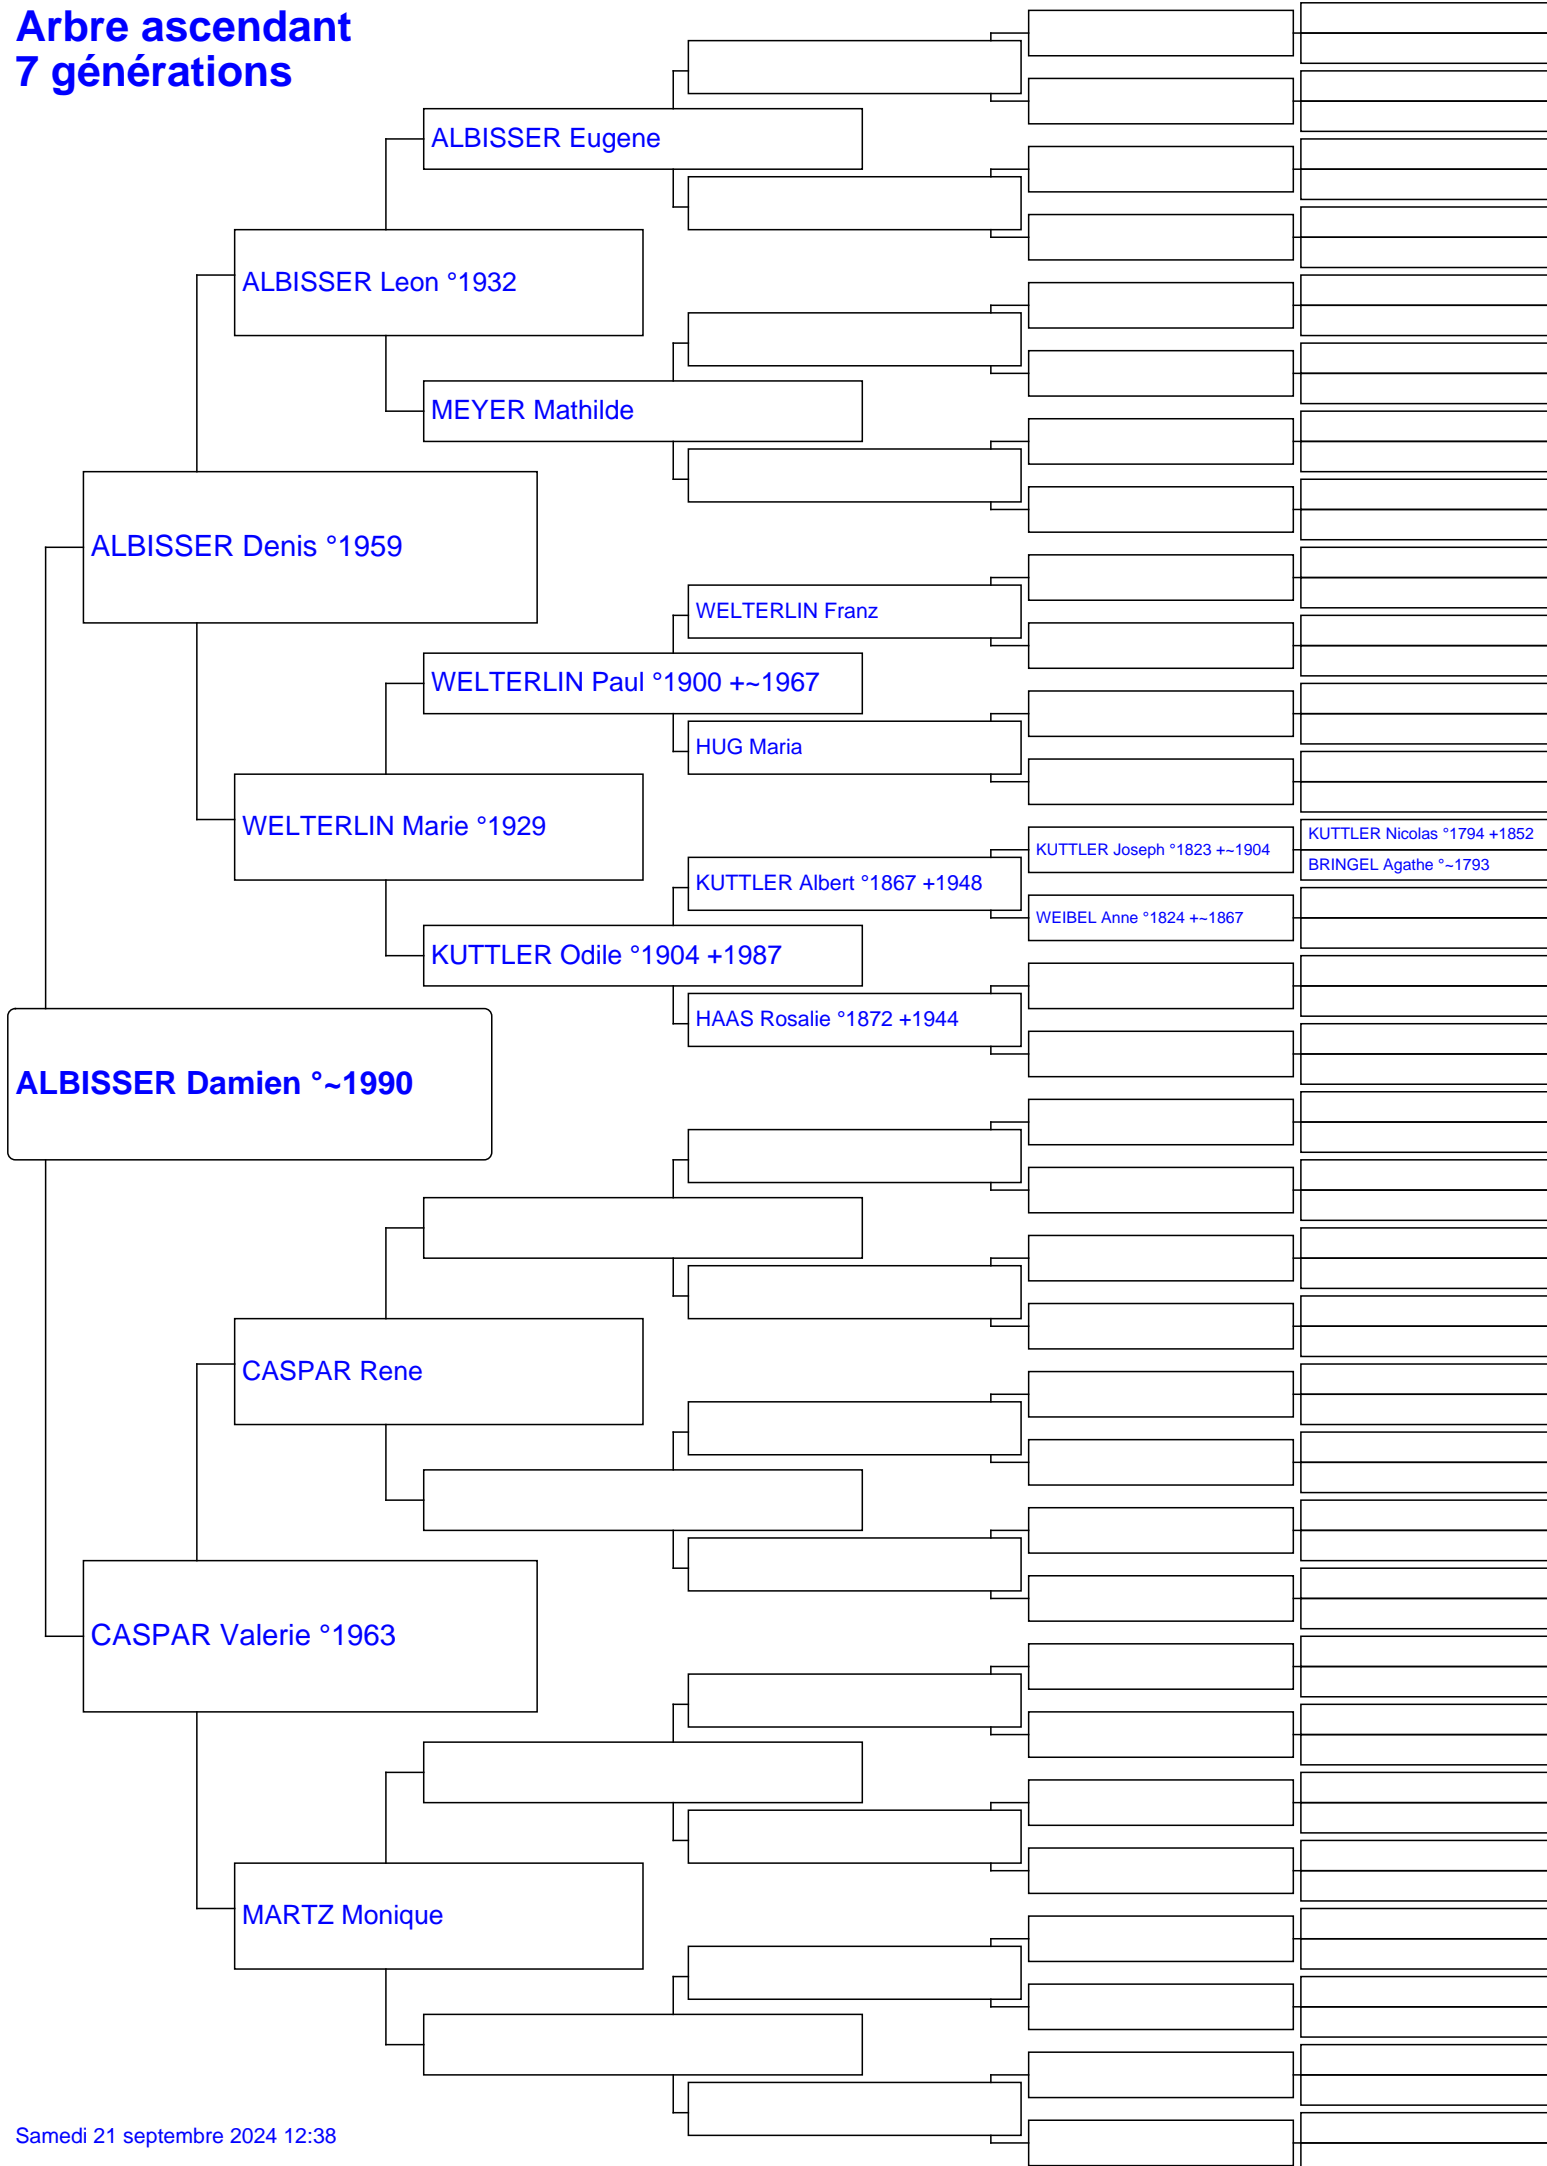 Arbre ascendant
7 générations
ALBISSER Eugene
ALBISSER Leon °1932
MEYER Mathilde
ALBISSER Denis °1959
WELTERLIN Franz
WELTERLIN Paul °1900 +~1967
HUG Maria
WELTERLIN Marie °1929
KUTTLER Nicolas °1794 +1852
KUTTLER Joseph °1823 +~1904
BRINGEL Agathe °~1793
KUTTLER Albert °1867 +1948
WEIBEL Anne °1824 +~1867
KUTTLER Odile °1904 +1987
HAAS Rosalie °1872 +1944
ALBISSER Damien °~1990
CASPAR Rene
CASPAR Valerie °1963
MARTZ Monique
Samedi 21 septembre 2024 12:38